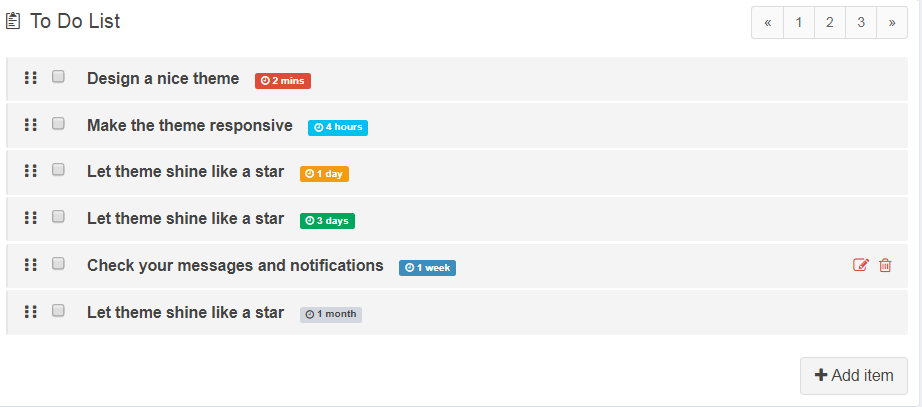 To Do List
« 1 2 3 »
Design a nice theme 2 mins
Make the theme responsive 4 hours
Let theme shine like a star 1 day
Let theme shine like a star 3 days
Check your messages and notifications 1 week
Let theme shine like a star 1 month
Add item